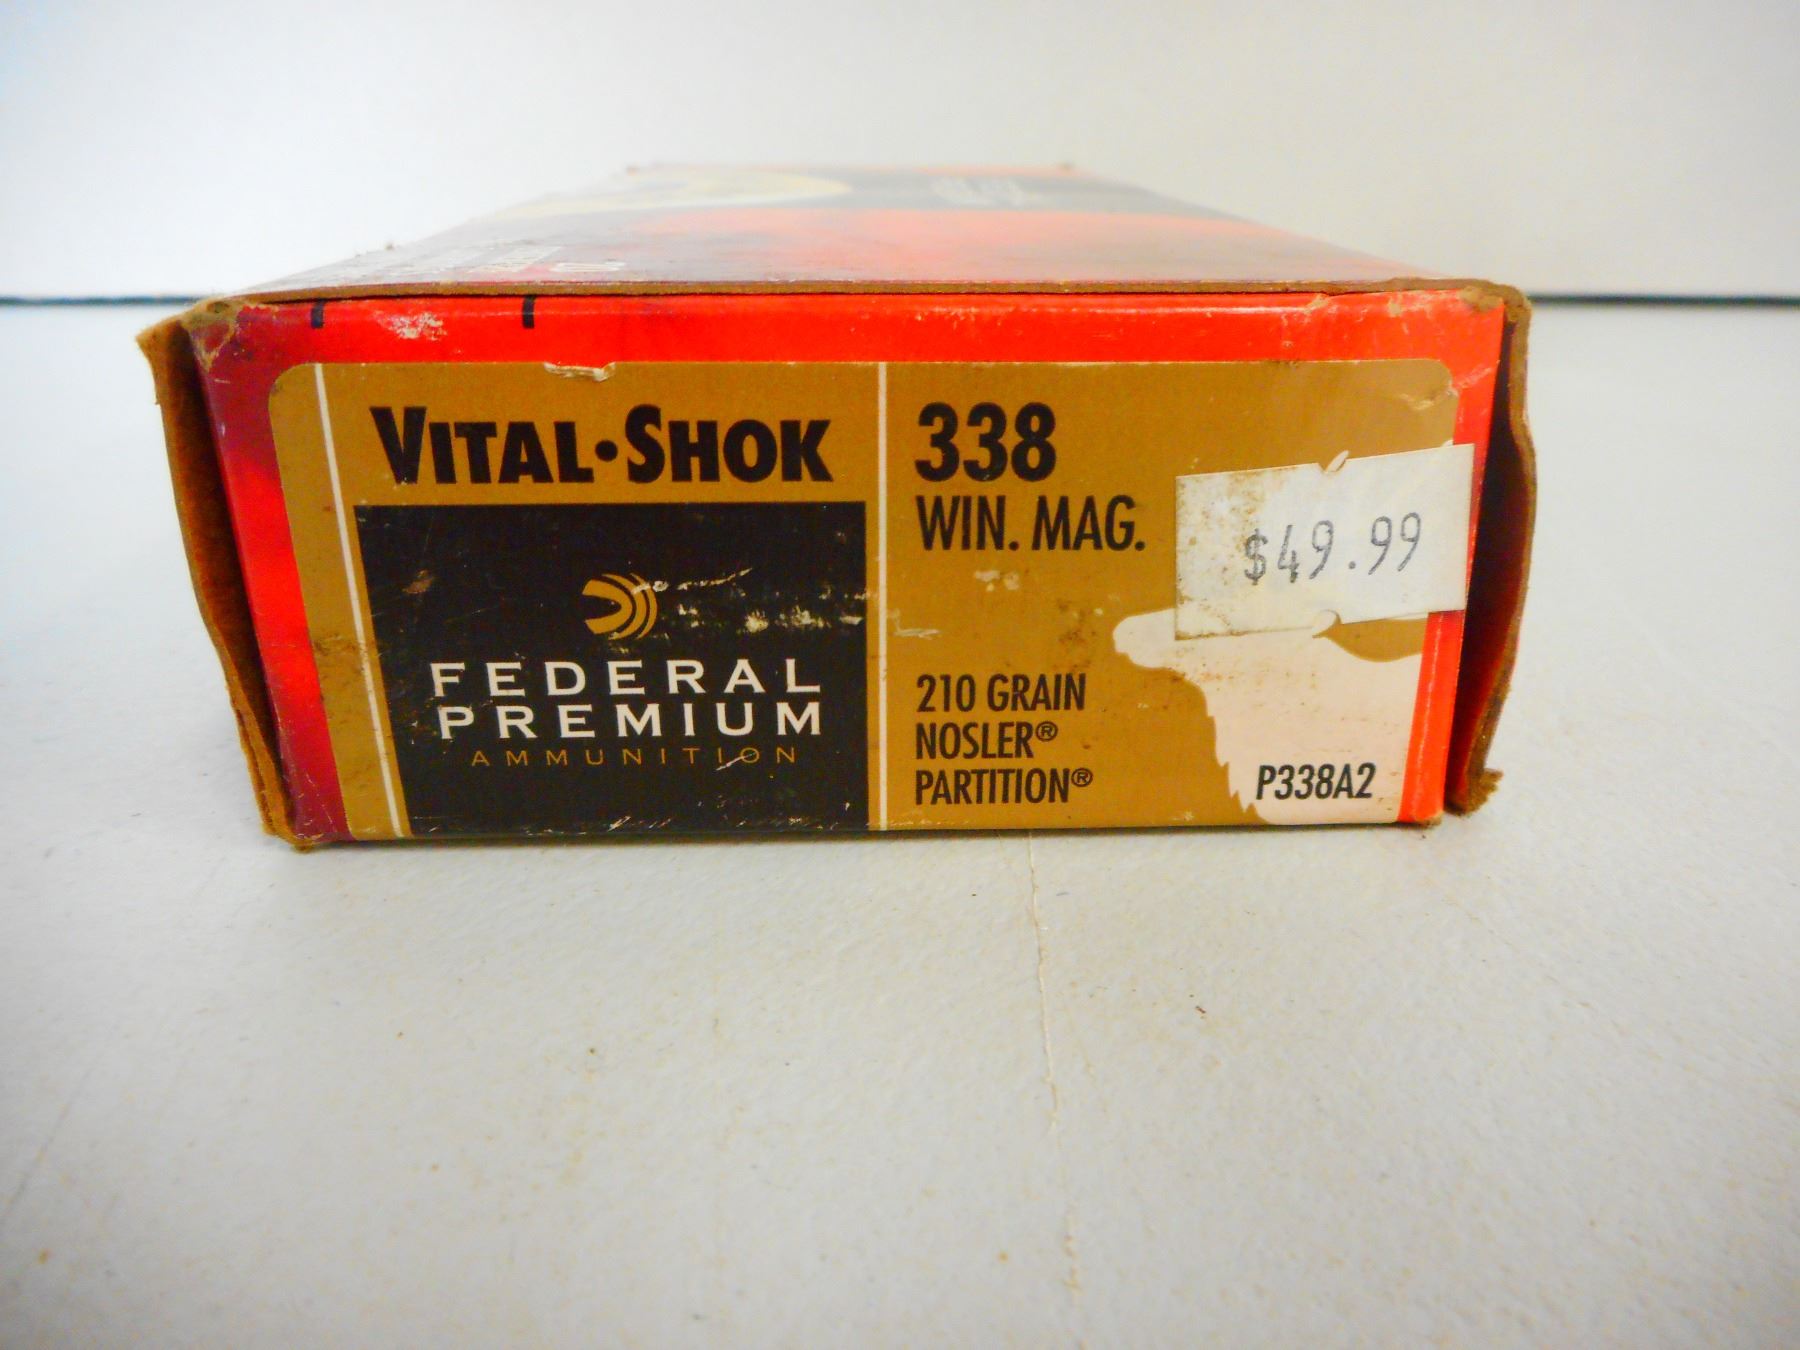 VITAL•SHOK
FEDERAL
PREMIUM
AMMUNITION
338
WIN. MAG.
$49.99
210 GRAIN
NOSLER®
PARTITION®
P338A2